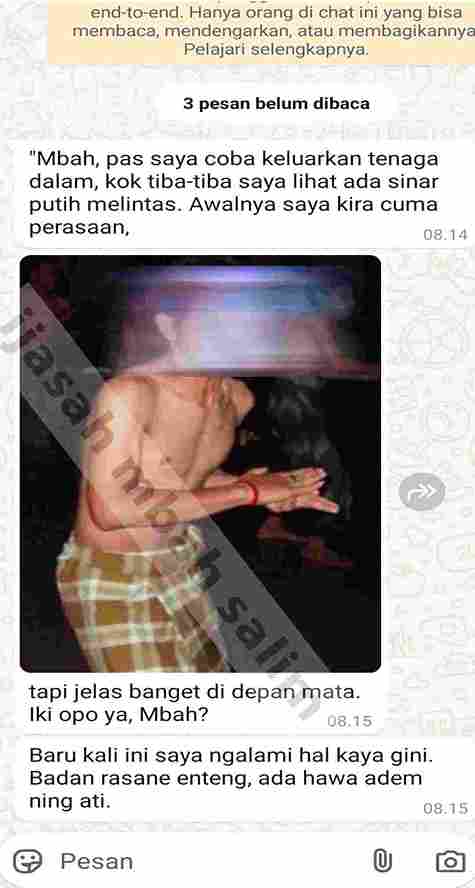 end-to-end. Hanya orang di chat ini yang bisa
membaca, mendengarkan, atau membagikannya
Pelajari selengkapnya.
3 pesan belum dibaca
"Mbah, pas saya coba keluarkan tenaga
dalam, kok tiba-tiba saya lihat ada sinar
putih melintas. Awalnya saya kira cuma
perasaan,
08.14
ijasah mbah salim
tapi jelas banget di depan mata.
Iki opo ya, Mbah?
08.15
Baru kali ini saya ngalami hal kaya gini.
Badan rasane enteng, ada hawa adem
ning ati.
08.15
Pesan